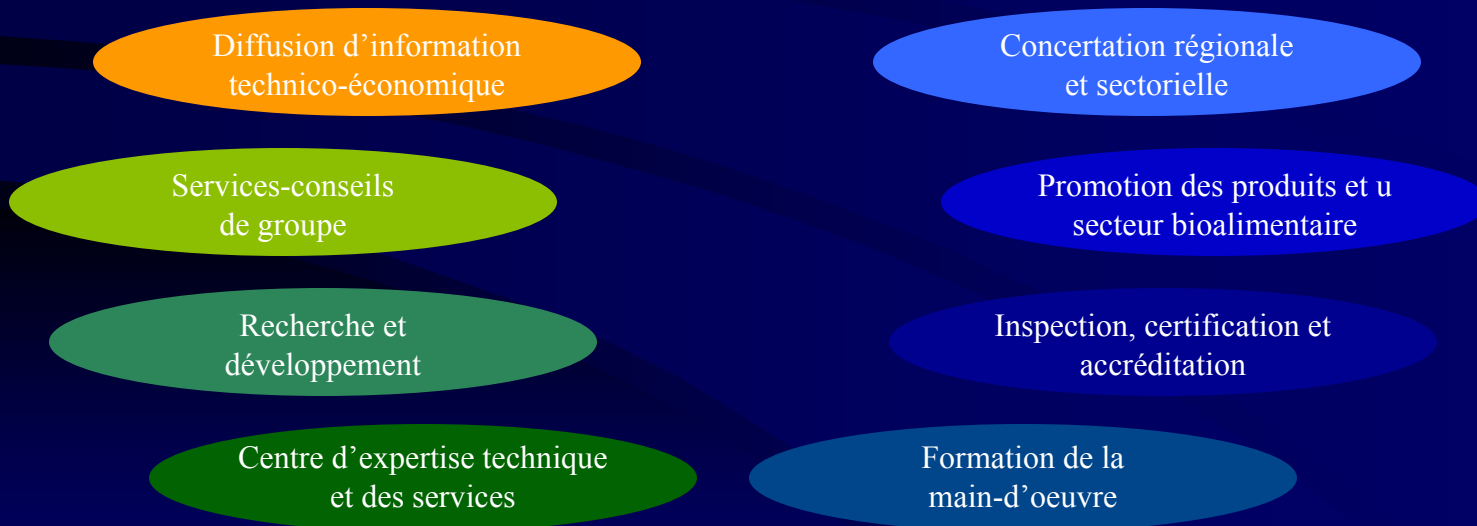 Diffusion d’information
technico-économique
Concertation régionale
et sectorielle
Services-conseils
de groupe
Promotion des produits et u
secteur bioalimentaire
Recherche et
développement
Inspection, certification et
accréditation
Centre d’expertise technique
et des services
Formation de la
main-d’oeuvre